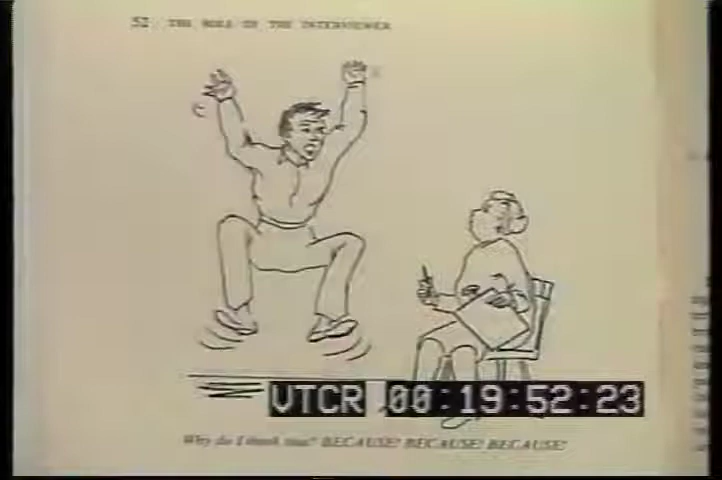 52 THE ROLE OF THE INTERVIEWER
VTCR 00:19:52:23
Why do I think that? BECAUSE! BECAUSE! BECAUSE!